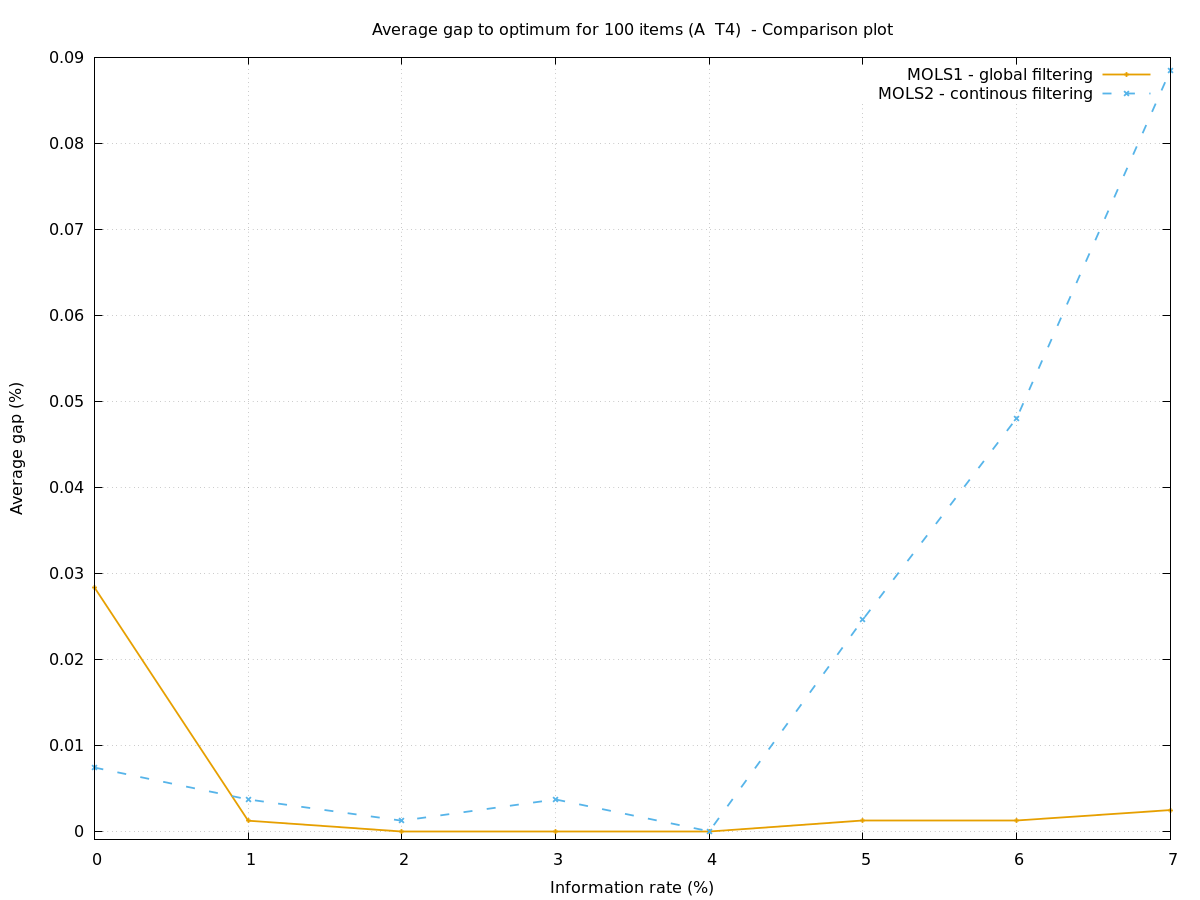 Average gap to optimum for 100 items (A  T4)  - Comparison plot
MOLS1 - global filtering
MOLS2 - continous filtering
0.09
0.08
0.07
0.06
0.05
0.04
0.03
0.02
0.01
0
Average gap (%)
0 1 2 3 4 5 6 7
Information rate (%)